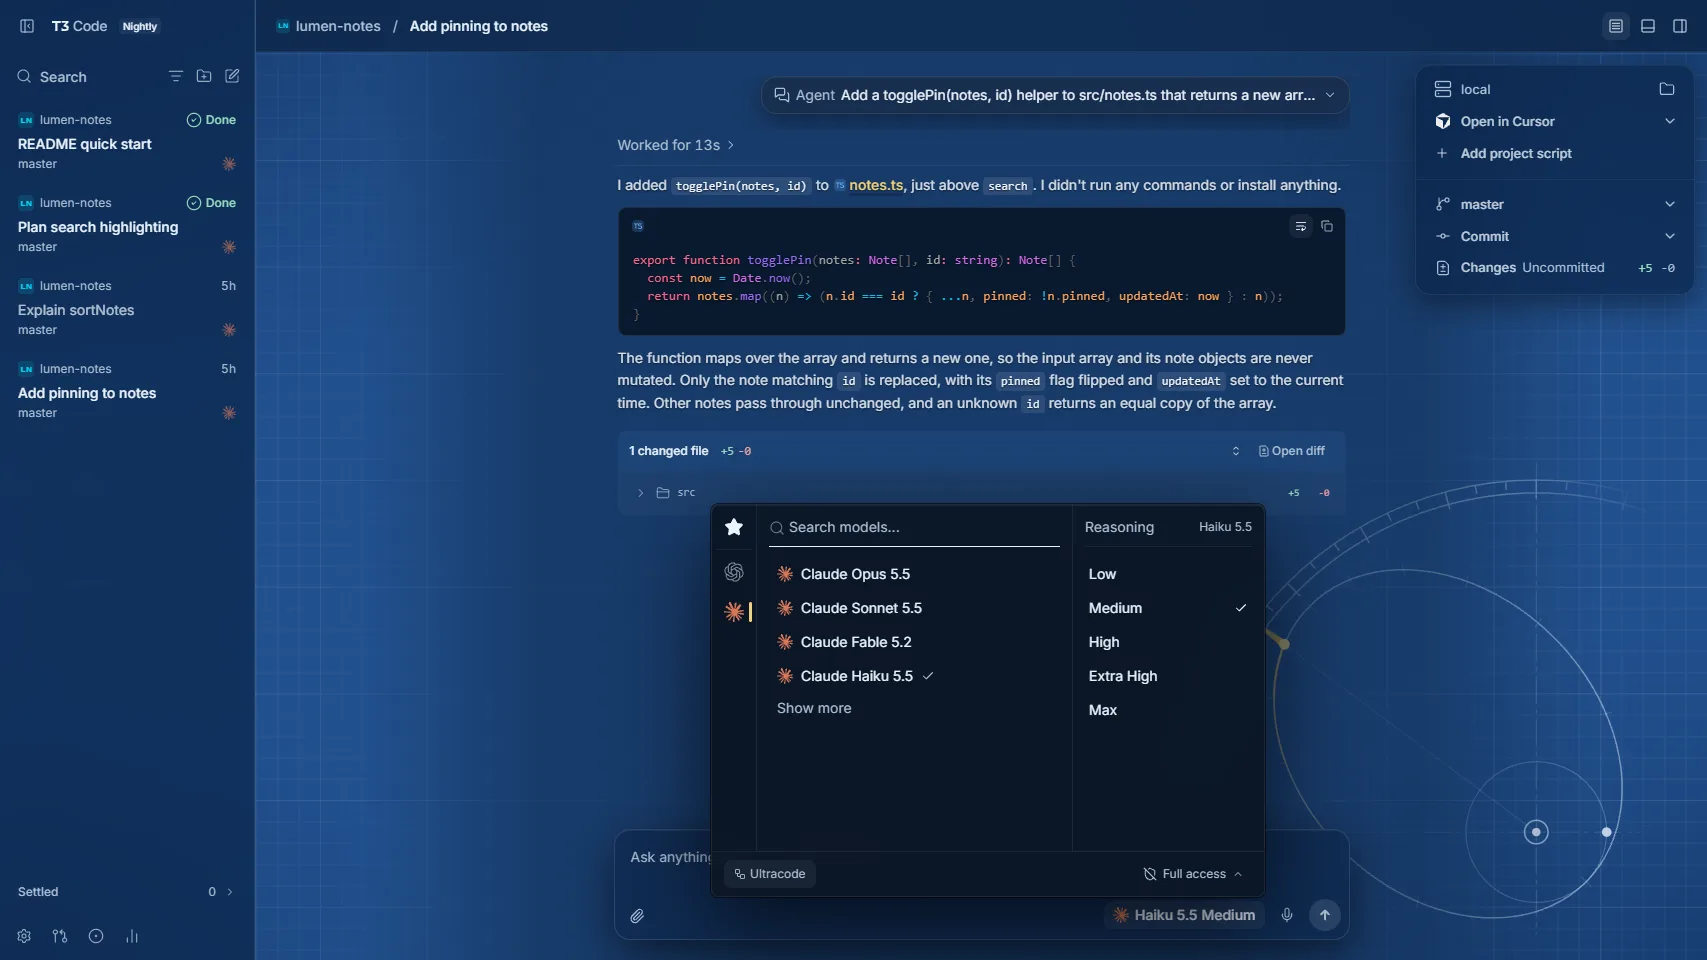 T3 Code Nightly
Search
LN lumen-notes Done
README quick start
master
LN lumen-notes Done
Plan search highlighting
master
LN lumen-notes 5h
Explain sortNotes
master
LN lumen-notes 5h
Add pinning to notes
master
Settled 0
LN lumen-notes / Add pinning to notes
Agent Add a togglePin(notes, id) helper to src/notes.ts that returns a new arr...
Worked for 13s
I added togglePin(notes, id) to TS notes.ts, just above search. I didn't run any commands or install anything.
TS
export function togglePin(notes: Note[], id: string): Note[] {
const now = Date.now();
return notes.map((n) => (n.id === id ? { ...n, pinned: !n.pinned, updatedAt: now } : n));
}
The function maps over the array and returns a new one, so the input array and its note objects are never
mutated. Only the note matching id is replaced, with its pinned flag flipped and updatedAt set to the current
time. Other notes pass through unchanged, and an unknown id returns an equal copy of the array.
1 changed file +5 -0 Open diff
src +5 -0
Search models...
Claude Opus 5.5
Claude Sonnet 5.5
Claude Fable 5.2
Claude Haiku 5.5
Show more
Reasoning Haiku 5.5
Low
Medium
High
Extra High
Max
Ultracode Full access
Ask anything
Haiku 5.5 Medium
local
Open in Cursor
Add project script
master
Commit
Changes Uncommitted +5 -0